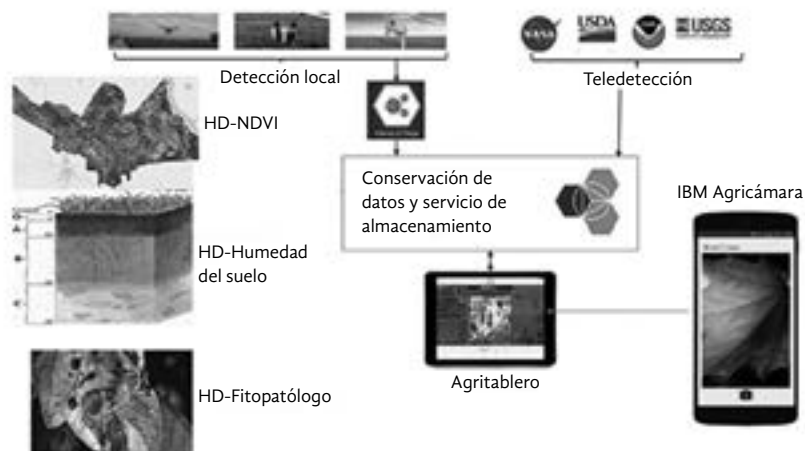 NASA
USDA
USGS
Detección local
Teledetección
HD-NDVI
Conservación de
datos y servicio de
almacenamiento
IBM Agricámara
HD-Humedad
del suelo
Agritablero
HD-Fitopatólogo